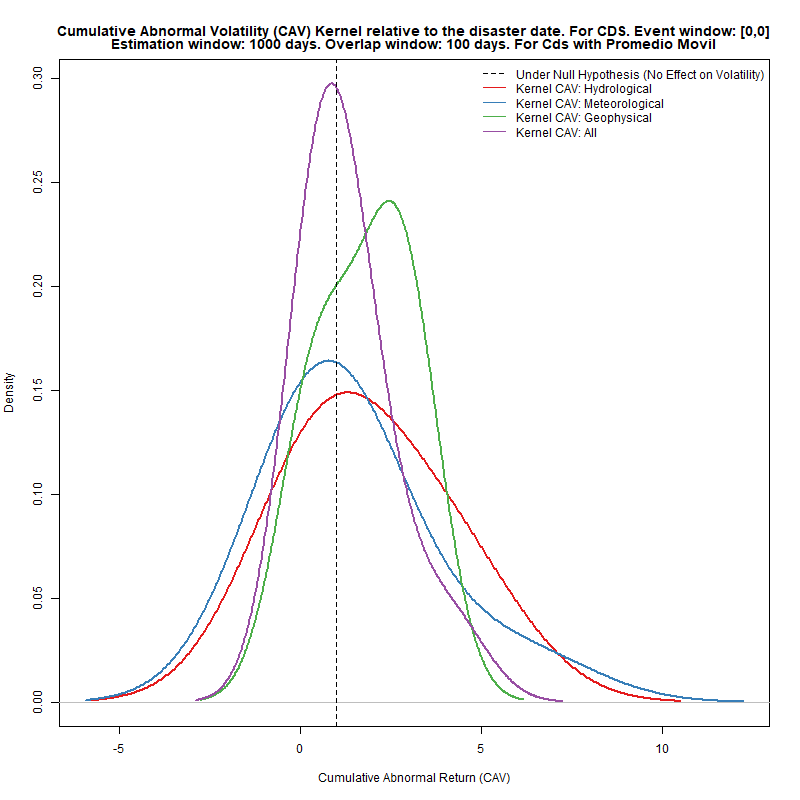 Cumulative Abnormal Volatility (CAV) Kernel relative to the disaster date. For CDS. Event window: [0,0]
Estimation window: 1000 days. Overlap window: 100 days. For Cds with Promedio Movil
Under Null Hypothesis (No Effect on Volatility)
Kernel CAV: Hydrological
Kernel CAV: Meteorological
Kernel CAV: Geophysical
Kernel CAV: All
Density
0.30
0.25
0.20
0.15
0.10
0.05
0.00
-5 0 5 10
Cumulative Abnormal Return (CAV)